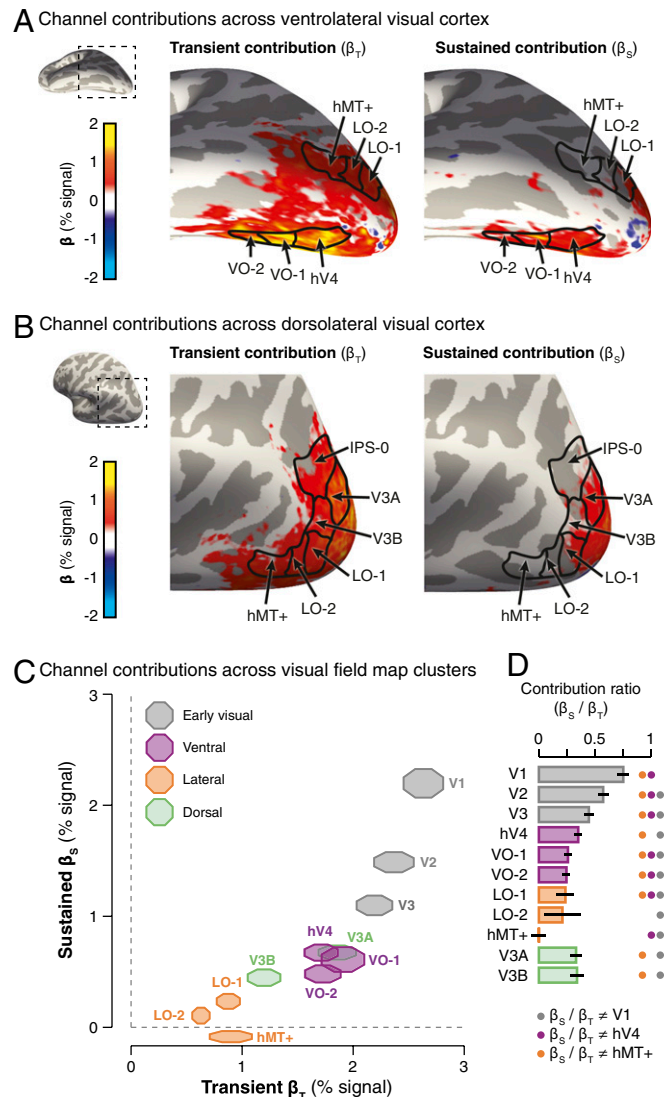 A Channel contributions across ventrolateral visual cortex
Transient contribution (βT)
Sustained contribution (βS)
2
1
0
-1
-2
β (% signal)
hMT+
LO-2
LO-1
VO-2
VO-1
hV4
hMT+
LO-2
LO-1
VO-2
VO-1
hV4
B Channel contributions across dorsolateral visual cortex
Transient contribution (βT)
Sustained contribution (βS)
2
1
0
-1
-2
β (% signal)
IPS-0
V3A
V3B
LO-1
LO-2
hMT+
IPS-0
V3A
V3B
LO-1
LO-2
hMT+
C Channel contributions across visual field map clusters
3
2
1
0
Sustained βS (% signal)
Early visual
Ventral
Lateral
Dorsal
V1
V2
V3
hV4
V3A
VO-1
V3B
VO-2
LO-1
LO-2
hMT+
0
1
2
3
Transient βT (% signal)
D
Contribution ratio
(βS / βT)
0
0.5
1
V1
V2
V3
hV4
VO-1
VO-2
LO-1
LO-2
hMT+
V3A
V3B
βS / βT ≠ V1
βS / βT ≠ hV4
βS / βT ≠ hMT+